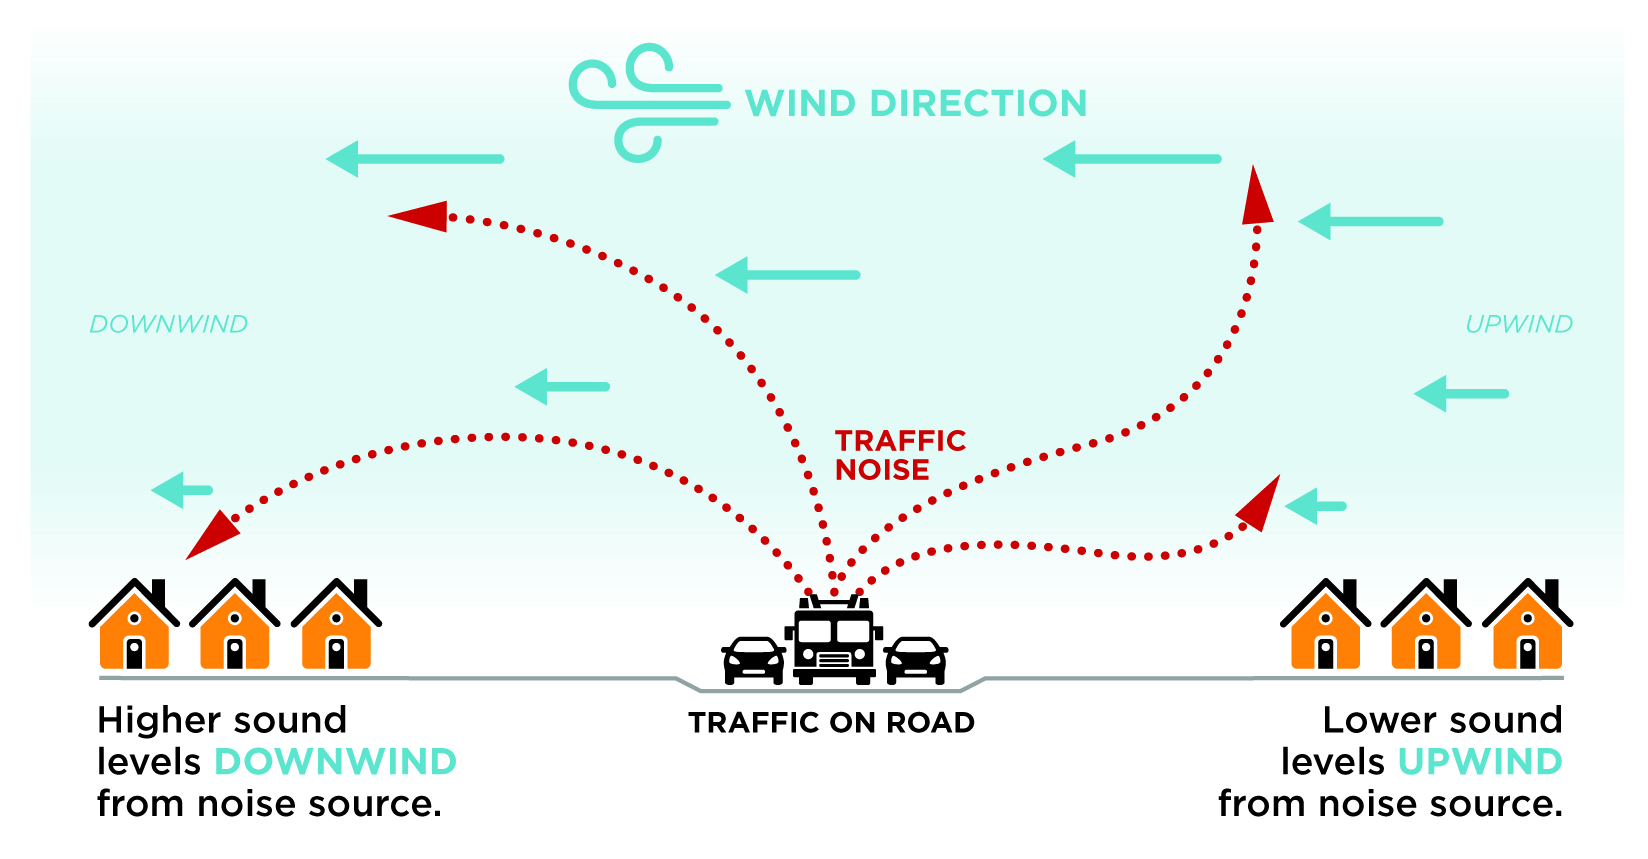 WIND DIRECTION
DOWNWIND
UPWIND
TRAFFIC
NOISE
Higher sound
levels DOWNWIND
from noise source.
TRAFFIC ON ROAD
Lower sound
levels UPWIND
from noise source.